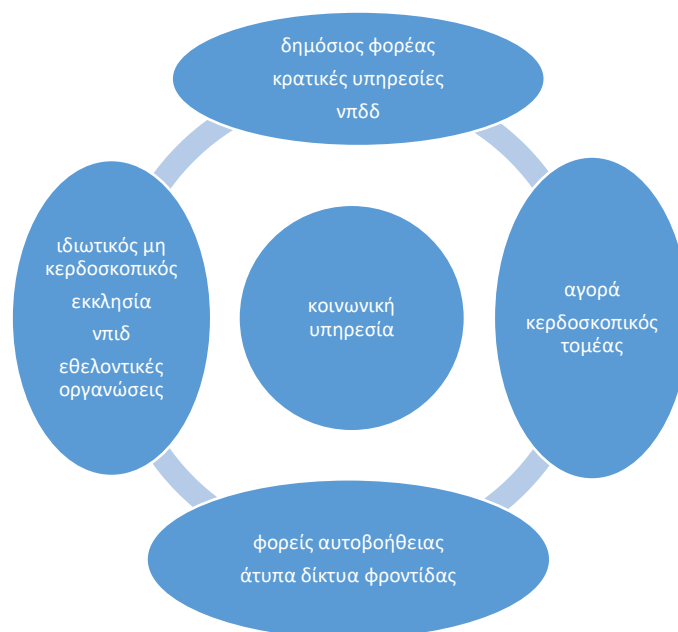 δημόσιος φορέας
κρατικές υπηρεσίες
νπδδ
ιδιωτικός μη
κερδοσκοπικός
εκκλησία
νπιδ
εθελοντικές
οργανώσεις
κοινωνική
υπηρεσία
αγορά
κερδοσκοπικός
τομέας
φορείς αυτοβοήθειας
άτυπα δίκτυα φροντίδας